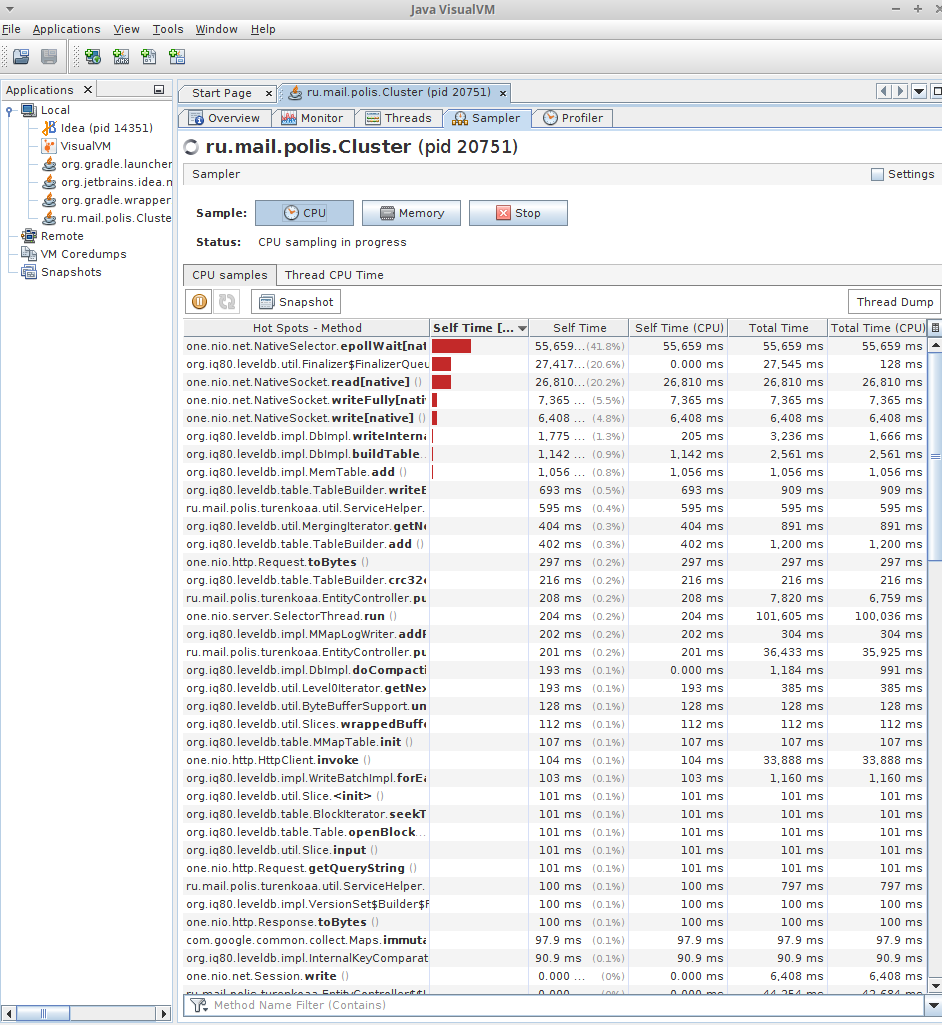 Java VisualVM
File Applications View Tools Window Help
Applications
Local
Idea (pid 14351)
VisualVM
org.gradle.launcher
org.jetbrains.idea.n
org.gradle.wrapper
ru.mail.polis.Cluste
Remote
VM Coredumps
Snapshots
Start Page ru.mail.polis.Cluster (pid 20751)
Overview Monitor Threads Sampler Profiler
ru.mail.polis.Cluster (pid 20751)
Sampler Settings
Sample: CPU Memory Stop
Status: CPU sampling in progress
CPU samples Thread CPU Time
Snapshot Thread Dump
Hot Spots - Method Self Time [... Self Time Self Time (CPU) Total Time Total Time (CPU)
one.nio.net.NativeSelector.epollWait[nat 55,659... (41.8%) 55,659 ms 55,659 ms 55,659 ms
org.iq80.leveldb.util.Finalizer$FinalizerQueu 27,417... (20.6%) 0.000 ms 27,545 ms 128 ms
one.nio.net.NativeSocket.read[native] () 26,810... (20.2%) 26,810 ms 26,810 ms 26,810 ms
one.nio.net.NativeSocket.writeFully[nati 7,365 ... (5.5%) 7,365 ms 7,365 ms 7,365 ms
one.nio.net.NativeSocket.write[native] () 6,408 ... (4.8%) 6,408 ms 6,408 ms 6,408 ms
org.iq80.leveldb.impl.DbImpl.writeIntern 1,775 ... (1.3%) 205 ms 3,236 ms 1,666 ms
org.iq80.leveldb.impl.DbImpl.buildTable... 1,142 ... (0.9%) 1,142 ms 2,561 ms 2,561 ms
org.iq80.leveldb.impl.MemTable.add () 1,056 ... (0.8%) 1,056 ms 1,056 ms 1,056 ms
org.iq80.leveldb.table.TableBuilder.writeB 693 ms (0.5%) 693 ms 909 ms 909 ms
ru.mail.polis.turenkoaa.util.ServiceHelper. 595 ms (0.4%) 595 ms 595 ms 595 ms
org.iq80.leveldb.util.MergingIterator.getNe 404 ms (0.3%) 404 ms 891 ms 891 ms
org.iq80.leveldb.table.TableBuilder.add () 402 ms (0.3%) 402 ms 1,200 ms 1,200 ms
one.nio.http.Request.toBytes () 297 ms (0.2%) 297 ms 297 ms 297 ms
org.iq80.leveldb.table.TableBuilder.crc32c 216 ms (0.2%) 216 ms 216 ms 216 ms
ru.mail.polis.turenkoaa.EntityController.pu 208 ms (0.2%) 208 ms 7,820 ms 6,759 ms
one.nio.server.SelectorThread.run () 204 ms (0.2%) 204 ms 101,605 ms 100,036 ms
org.iq80.leveldb.impl.MMapLogWriter.addR 202 ms (0.2%) 202 ms 304 ms 304 ms
ru.mail.polis.turenkoaa.EntityController.pu 201 ms (0.2%) 201 ms 36,433 ms 35,925 ms
org.iq80.leveldb.impl.DbImpl.doCompacti 193 ms (0.1%) 0.000 ms 1,184 ms 991 ms
org.iq80.leveldb.util.Level0Iterator.getNex 193 ms (0.1%) 193 ms 385 ms 385 ms
org.iq80.leveldb.util.ByteBufferSupport.un 128 ms (0.1%) 128 ms 128 ms 128 ms
org.iq80.leveldb.util.Slices.wrappedBuff 112 ms (0.1%) 112 ms 112 ms 112 ms
org.iq80.leveldb.table.MMapTable.init () 107 ms (0.1%) 107 ms 107 ms 107 ms
one.nio.http.HttpClient.invoke () 104 ms (0.1%) 104 ms 33,888 ms 33,888 ms
org.iq80.leveldb.impl.WriteBatchImpl.forEa 103 ms (0.1%) 103 ms 1,160 ms 1,160 ms
org.iq80.leveldb.util.Slice.<init> () 101 ms (0.1%) 101 ms 101 ms 101 ms
org.iq80.leveldb.table.BlockIterator.seekT 101 ms (0.1%) 101 ms 101 ms 101 ms
org.iq80.leveldb.table.Table.openBlock... 101 ms (0.1%) 101 ms 101 ms 101 ms
org.iq80.leveldb.util.Slice.input () 101 ms (0.1%) 101 ms 101 ms 101 ms
one.nio.http.Request.getQueryString () 101 ms (0.1%) 101 ms 101 ms 101 ms
ru.mail.polis.turenkoaa.util.ServiceHelper. 100 ms (0.1%) 100 ms 797 ms 797 ms
org.iq80.leveldb.impl.VersionSet$Builder$F 100 ms (0.1%) 100 ms 100 ms 100 ms
one.nio.http.Response.toBytes () 100 ms (0.1%) 100 ms 100 ms 100 ms
com.google.common.collect.Maps.immuta 97.9 ms (0.1%) 97.9 ms 97.9 ms 97.9 ms
org.iq80.leveldb.impl.InternalKeyComparat 90.9 ms (0.1%) 90.9 ms 90.9 ms 90.9 ms
one.nio.net.Session.write () 0.000 ... (0%) 0.000 ms 6,408 ms 6,408 ms
Method Name Filter (Contains)